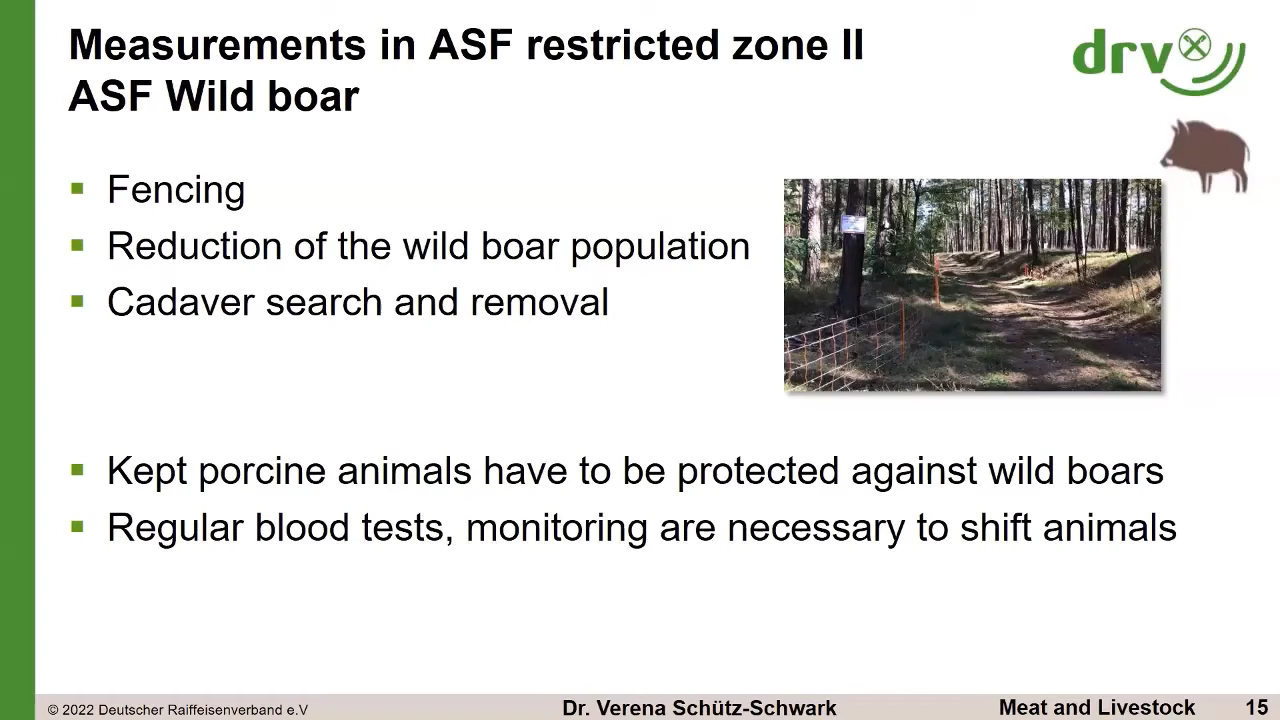 Measurements in ASF restricted zone II
ASF Wild boar
drv
Fencing
Reduction of the wild boar population
Cadaver search and removal
Kept porcine animals have to be protected against wild boars
Regular blood tests, monitoring are necessary to shift animals
© 2022 Deutscher Raiffeisenverband e.V
Dr. Verena Schütz-Schwark
Meat and Livestock
15